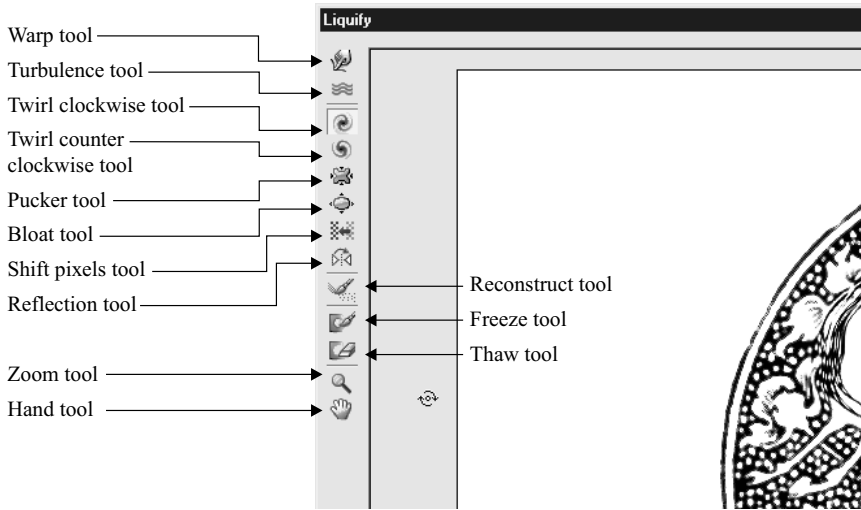 Liquify
Warp tool
Turbulence tool
Twirl clockwise tool
Twirl counter
clockwise tool
Pucker tool
Bloat tool
Shift pixels tool
Reflection tool
Reconstruct tool
Freeze tool
Thaw tool
Zoom tool
Hand tool